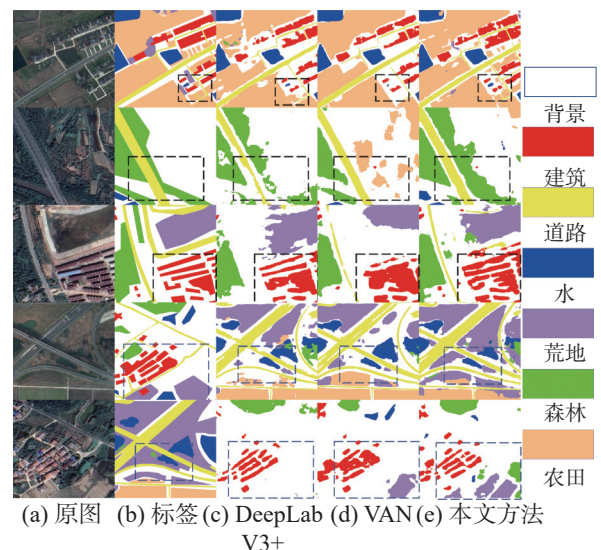 背景
建筑
道路
水
荒地
森林
农田
(a) 原图 (b) 标签 (c) DeepLab (d) VAN (e) 本文方法
V3+